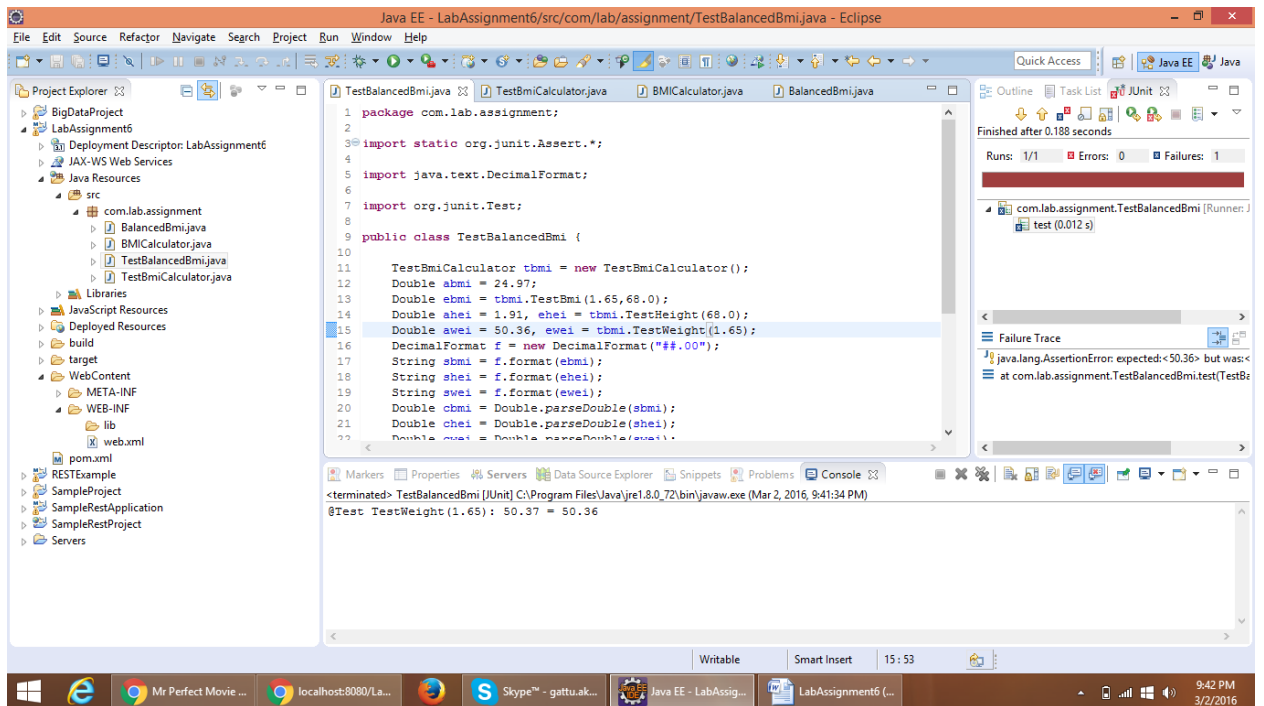 Java EE - LabAssignment6/src/com/lab/assignment/TestBalancedBmi.java - Eclipse
File Edit Source Refactor Navigate Search Project Run Window Help
Quick Access
Java EE
Java
Project Explorer
BigDataProject
LabAssignment6
Deployment Descriptor: LabAssignment6
JAX-WS Web Services
Java Resources
src
com.lab.assignment
BalancedBmi.java
BMICalculator.java
TestBalancedBmi.java
TestBmiCalculator.java
Libraries
JavaScript Resources
Deployed Resources
build
target
WebContent
META-INF
WEB-INF
lib
web.xml
pom.xml
RESTExample
SampleProject
SampleRestApplication
SampleRestProject
Servers
TestBalancedBmi.java TestBmiCalculator.java BMICalculator.java BalancedBmi.java
1 package com.lab.assignment;
2
3 import static org.junit.Assert.*;
4
5 import java.text.DecimalFormat;
6
7 import org.junit.Test;
8
9 public class TestBalancedBmi {
10
11 TestBmiCalculator tbmi = new TestBmiCalculator();
12 Double abmi = 24.97;
13 Double ebmi = tbmi.TestBmi(1.65,68.0);
14 Double ahei = 1.91, ehei = tbmi.TestHeight(68.0);
15 Double awei = 50.36, ewei = tbmi.TestWeight(1.65);
16 DecimalFormat f = new DecimalFormat("##.00");
17 String sbmi = f.format(ebmi);
18 String shei = f.format(ehei);
19 String swei = f.format(ewei);
20 Double cbmi = Double.parseDouble(sbmi);
21 Double chei = Double.parseDouble(shei);
22 Double cwei = Double.parseDouble(swei);
Outline Task List JUnit
Finished after 0.188 seconds
Runs: 1/1 Errors: 0 Failures: 1
com.lab.assignment.TestBalancedBmi [Runner: J
test (0.012 s)
Failure Trace
java.lang.AssertionError: expected:<50.36> but was:<
at com.lab.assignment.TestBalancedBmi.test(TestBa
Markers Properties Servers Data Source Explorer Snippets Problems Console
<terminated> TestBalancedBmi [JUnit] C:\Program Files\Java\jre1.8.0_72\bin\javaw.exe (Mar 2, 2016, 9:41:34 PM)
@Test TestWeight(1.65): 50.37 = 50.36
Writable Smart Insert 15 : 53
Mr Perfect Movie ... localhost:8080/La... Skype™ - gattu.ak... Java EE - LabAssig... LabAssignment6 (...
9:42 PM
3/2/2016